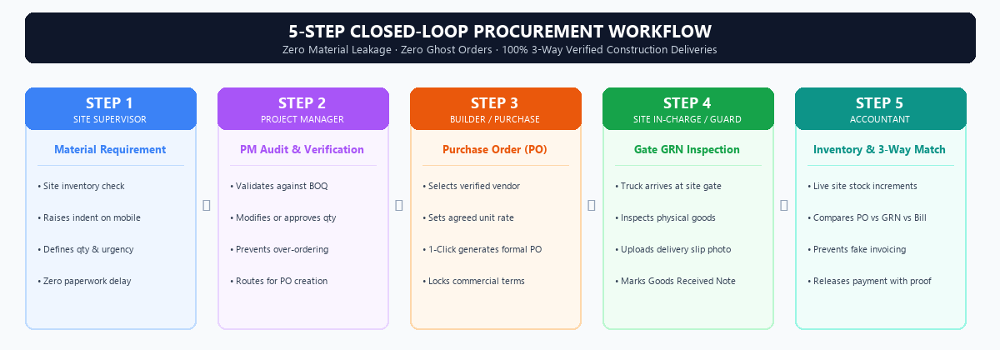 5-STEP CLOSED-LOOP PROCUREMENT WORKFLOW
Zero Material Leakage · Zero Ghost Orders · 100% 3-Way Verified Construction Deliveries
STEP 1
SITE SUPERVISOR
Material Requirement
• Site inventory check
• Raises indent on mobile
• Defines qty & urgency
• Zero paperwork delay
STEP 2
PROJECT MANAGER
PM Audit & Verification
• Validates against BOQ
• Modifies or approves qty
• Prevents over-ordering
• Routes for PO creation
STEP 3
BUILDER / PURCHASE
Purchase Order (PO)
• Selects verified vendor
• Sets agreed unit rate
• 1-Click generates formal PO
• Locks commercial terms
STEP 4
SITE IN-CHARGE / GUARD
Gate GRN Inspection
• Truck arrives at site gate
• Inspects physical goods
• Uploads delivery slip photo
• Marks Goods Received Note
STEP 5
ACCOUNTANT
Inventory & 3-Way Match
• Live site stock increments
• Compares PO vs GRN vs Bill
• Prevents fake invoicing
• Releases payment with proof